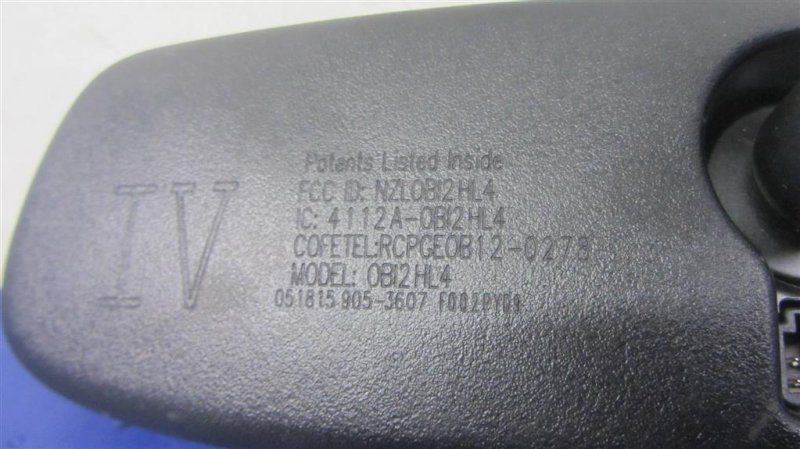 IV
Patents Listed Inside
FCC ID: NZLOBI2HL4
IC: 4112A-OBI2HL4
COFETEL:RCPGEOB12-0273
MODEL: OBI2HL4
051815 905-3607